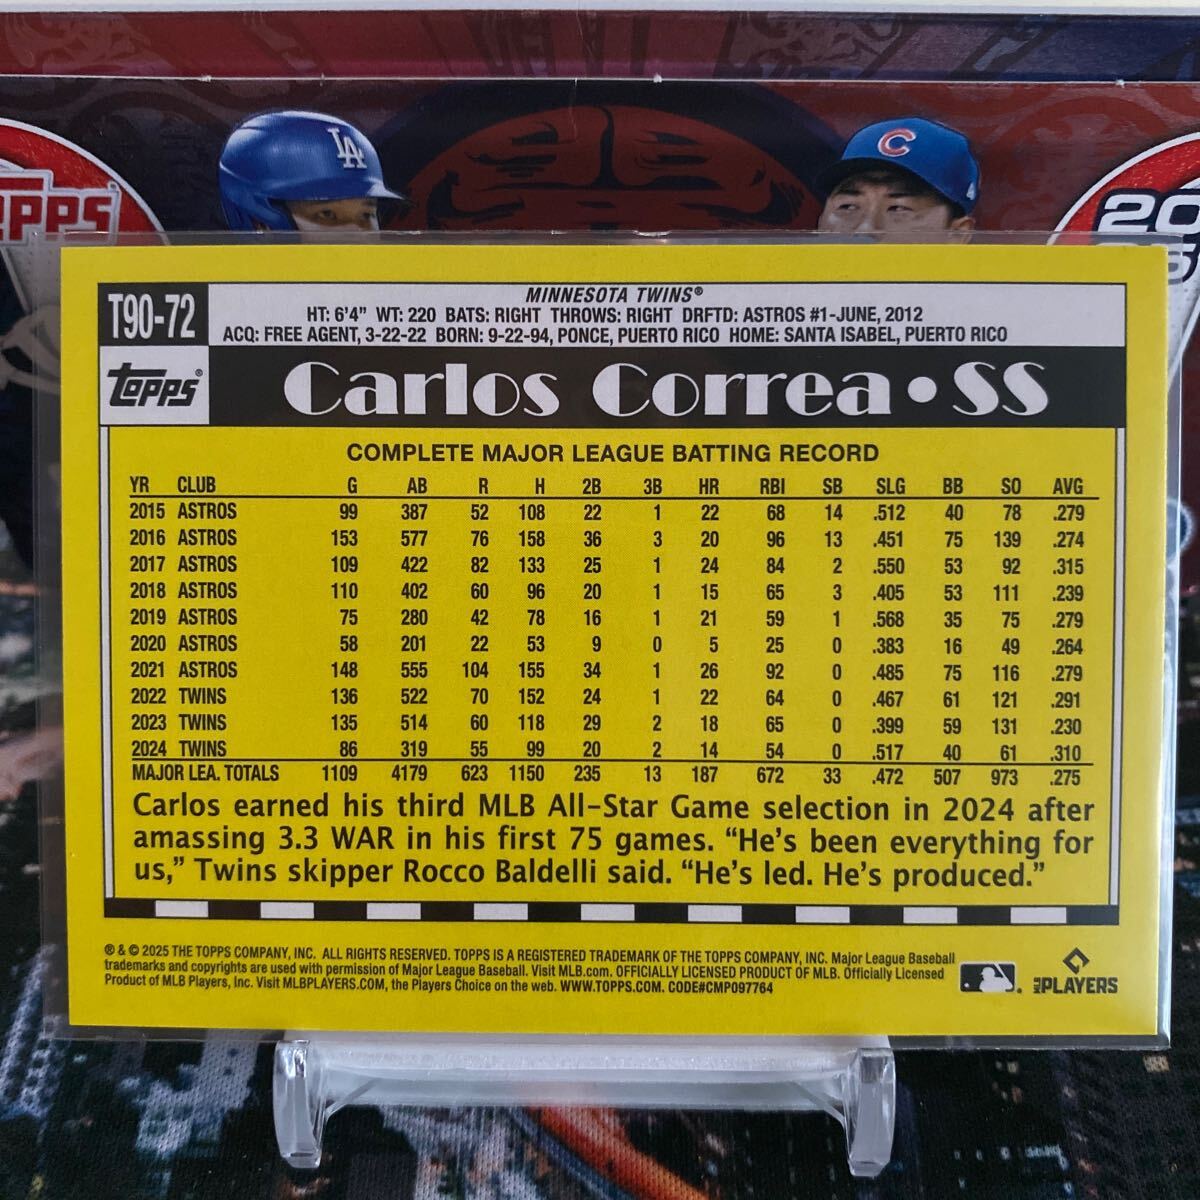 LA
C
TOPPS
20
T90-72
MINNESOTA TWINS®
HT: 6'4" WT: 220 BATS: RIGHT THROWS: RIGHT DRFTD: ASTROS #1-JUNE, 2012
ACQ: FREE AGENT, 3-22-22 BORN: 9-22-94, PONCE, PUERTO RICO HOME: SANTA ISABEL, PUERTO RICO
topps®
Carlos Correa • SS
COMPLETE MAJOR LEAGUE BATTING RECORD
YR CLUB G AB R H 2B 3B HR RBI SB SLG BB SO AVG
2015 ASTROS 99 387 52 108 22 1 22 68 14 .512 40 78 .279
2016 ASTROS 153 577 76 158 36 3 20 96 13 .451 75 139 .274
2017 ASTROS 109 422 82 133 25 1 24 84 2 .550 53 92 .315
2018 ASTROS 110 402 60 96 20 1 15 65 3 .405 53 111 .239
2019 ASTROS 75 280 42 78 16 1 21 59 1 .568 35 75 .279
2020 ASTROS 58 201 22 53 9 0 5 25 0 .383 16 49 .264
2021 ASTROS 148 555 104 155 34 1 26 92 0 .485 75 116 .279
2022 TWINS 136 522 70 152 24 1 22 64 0 .467 61 121 .291
2023 TWINS 135 514 60 118 29 2 18 65 0 .399 59 131 .230
2024 TWINS 86 319 55 99 20 2 14 54 0 .517 40 61 .310
MAJOR LEA. TOTALS 1109 4179 623 1150 235 13 187 672 33 .472 507 973 .275
Carlos earned his third MLB All-Star Game selection in 2024 after
amassing 3.3 WAR in his first 75 games. “He’s been everything for
us,” Twins skipper Rocco Baldelli said. “He’s led. He’s produced.”
® & © 2025 THE TOPPS COMPANY, INC. ALL RIGHTS RESERVED. TOPPS IS A REGISTERED TRADEMARK OF THE TOPPS COMPANY, INC. Major League Baseball
trademarks and copyrights are used with permission of Major League Baseball. Visit MLB.com. OFFICIALLY LICENSED PRODUCT OF MLB. Officially Licensed
Product of MLB Players, Inc. Visit MLBPLAYERS.COM, the Players Choice on the web. WWW.TOPPS.COM. CODE#CMP097764
MLB PLAYERS